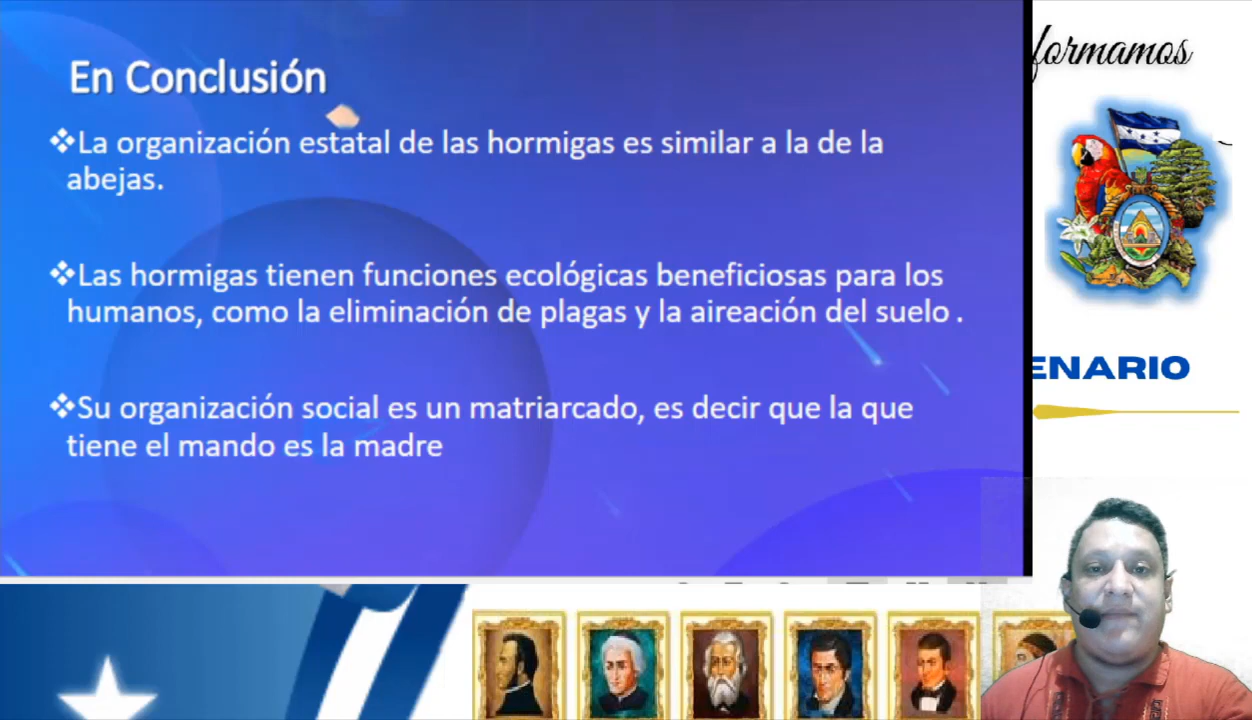 En Conclusión
❖La organización estatal de las hormigas es similar a la de la
abejas.
❖Las hormigas tienen funciones ecológicas beneficiosas para los
humanos, como la eliminación de plagas y la aireación del suelo .
❖Su organización social es un matriarcado, es decir que la que
tiene el mando es la madre
formamos
ENARIO